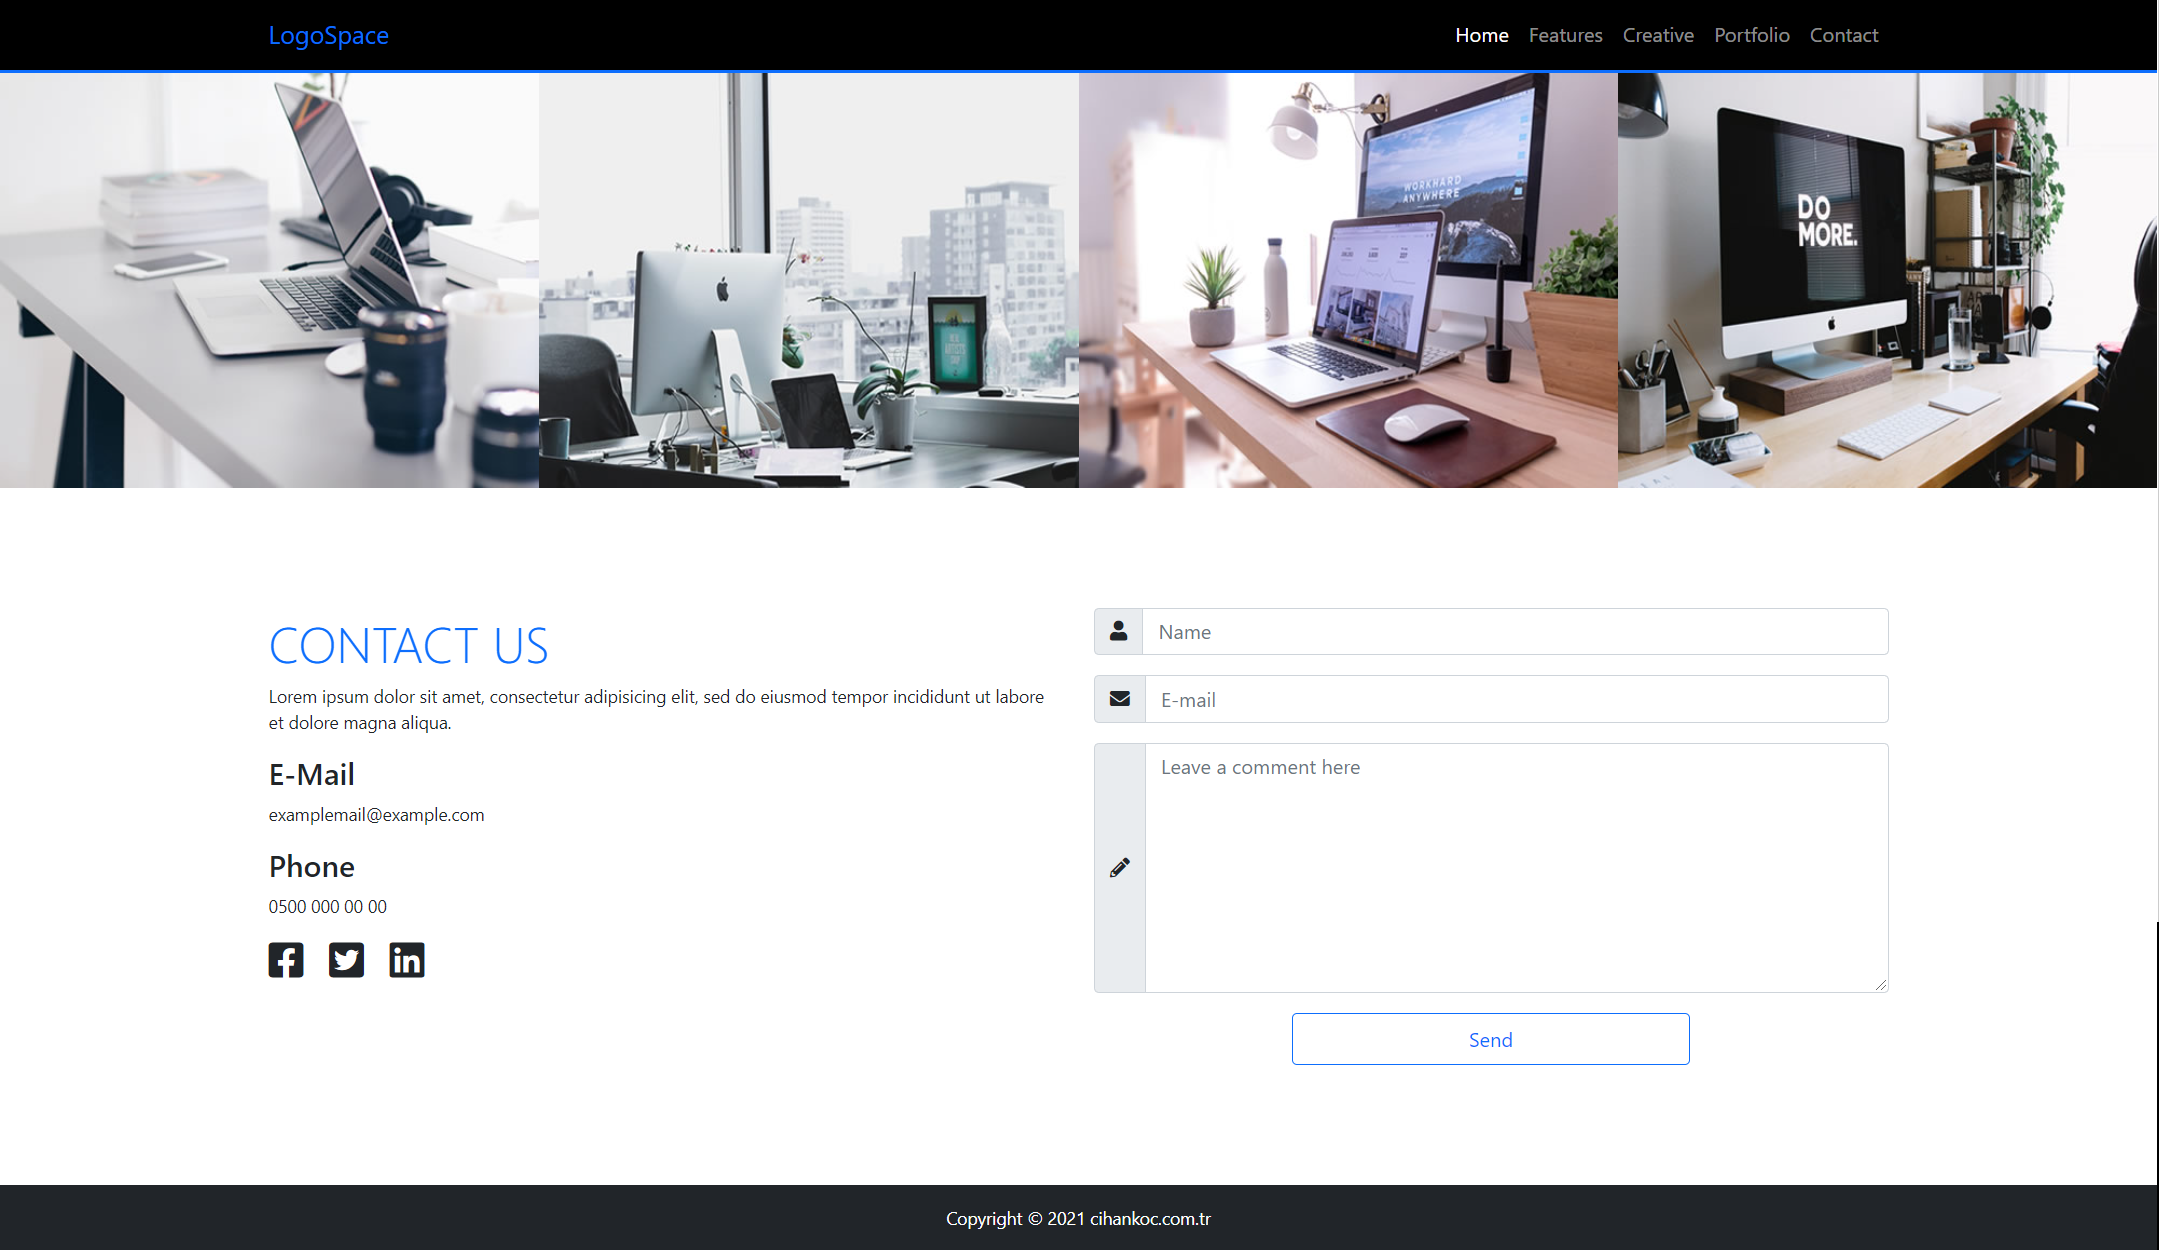 LogoSpace
Home Features Creative Portfolio Contact
WORKHARD
ANYWHERE
DO
MORE.
CONTACT US
Lorem ipsum dolor sit amet, consectetur adipisicing elit, sed do eiusmod tempor incididunt ut labore
et dolore magna aliqua.
E-Mail
examplemail@example.com
Phone
0500 000 00 00
Name
E-mail
Leave a comment here
Send
Copyright © 2021 cihankoc.com.tr